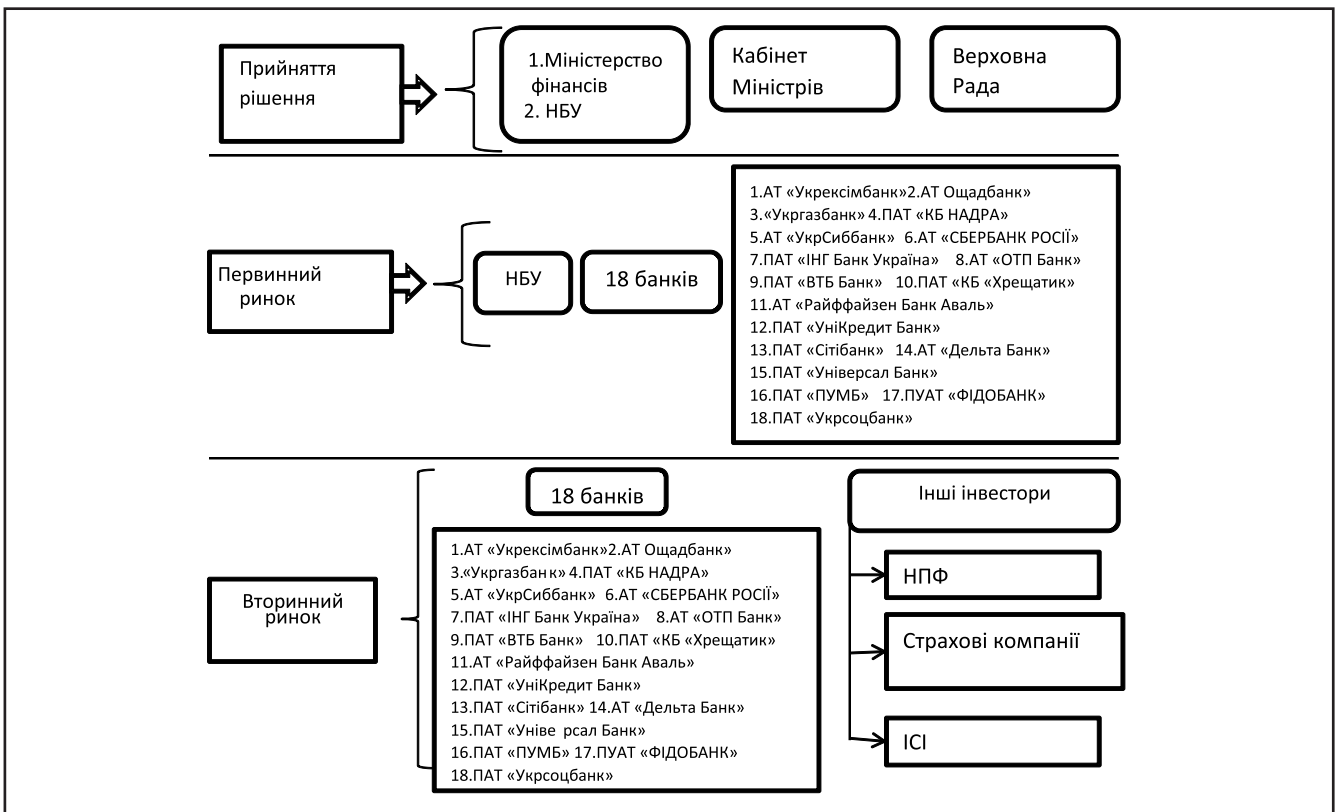 Прийняття
рішення
1.Міністерство
фінансів
2. НБУ
Кабінет
Міністрів
Верховна
Рада
Первинний
ринок
НБУ
18 банків
1.АТ «Укрексімбанк»2.АТ Ощадбанк»
3.«Укргазбанк» 4.ПАТ «КБ НАДРА»
5.АТ «УкрСиббанк» 6.АТ «СБЕРБАНК РОСІЇ»
7.ПАТ «ІНГ Банк Україна» 8.АТ «ОТП Банк»
9.ПАТ «ВТБ Банк» 10.ПАТ «КБ «Хрещатик»
11.АТ «Райффайзен Банк Аваль»
12.ПАТ «УніКредит Банк»
13.ПАТ «Сітібанк» 14.АТ «Дельта Банк»
15.ПАТ «Універсал Банк»
16.ПАТ «ПУМБ» 17.ПУАТ «ФІДОБАНК»
18.ПАТ «Укрсоцбанк»
Вторинний
ринок
18 банків
1.АТ «Укрексімбанк»2.АТ Ощадбанк»
3.«Укргазбанк» 4.ПАТ «КБ НАДРА»
5.АТ «УкрСиббанк» 6.АТ «СБЕРБАНК РОСІЇ»
7.ПАТ «ІНГ Банк Україна» 8.АТ «ОТП Банк»
9.ПАТ «ВТБ Банк» 10.ПАТ «КБ «Хрещатик»
11.АТ «Райффайзен Банк Аваль»
12.ПАТ «УніКредит Банк»
13.ПАТ «Сітібанк» 14.АТ «Дельта Банк»
15.ПАТ «Униве рсал Банк»
16.ПАТ «ПУМБ» 17.ПУАТ «ФІДОБАНК»
18.ПАТ «Укрсоцбанк»
Інші інвестори
НПФ
Страхові компанії
ІСІ